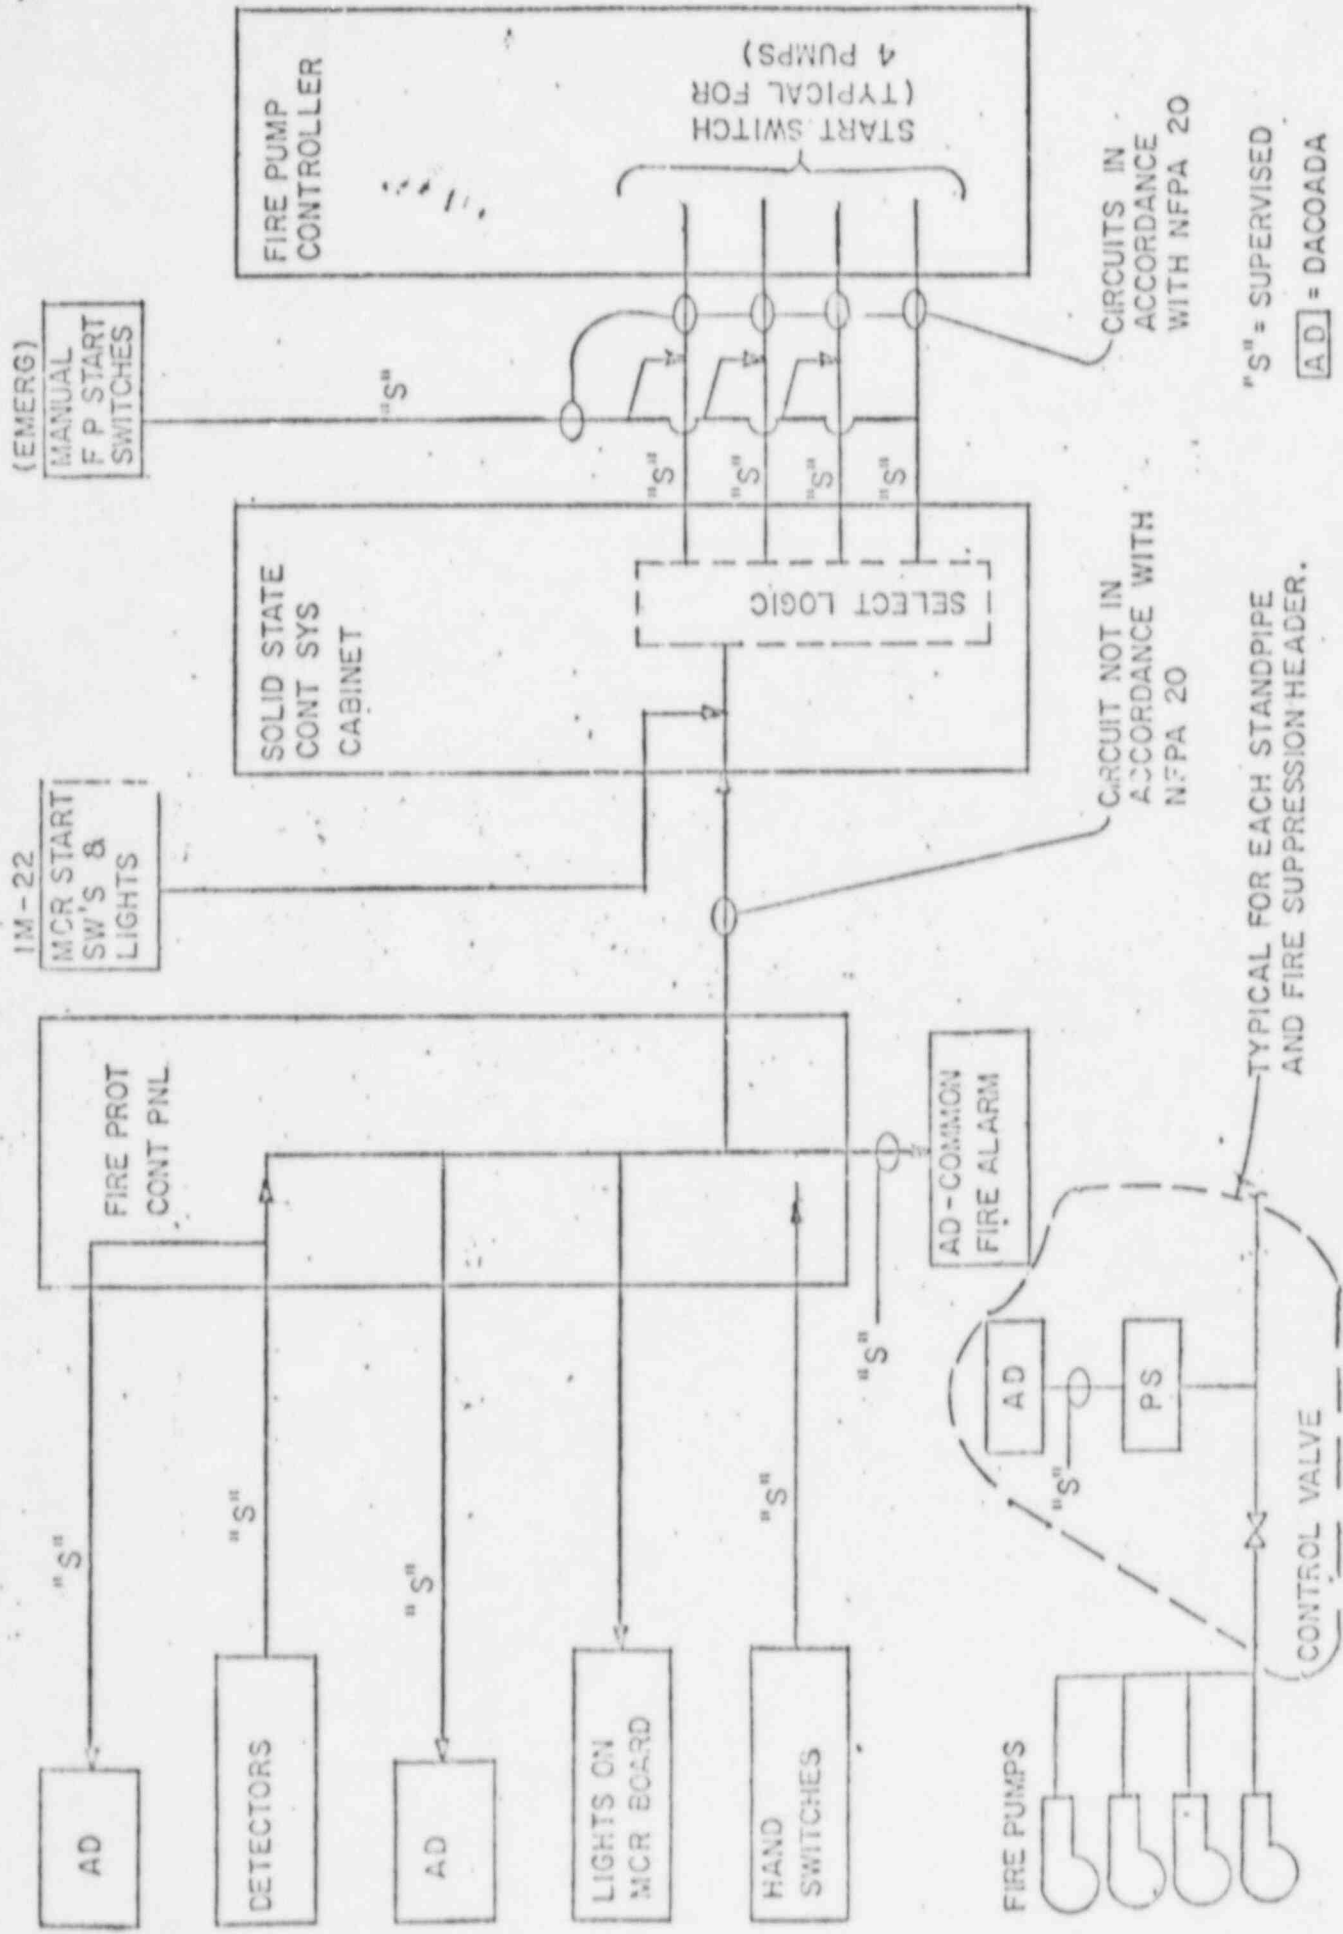 AD
"S"
DETECTORS
"S"
AD
"S"
LIGHTS ON
MCR BOARD
HAND
SWITCHES
"S"
FIRE PROT
CONT PNL
"S"
AD-COMMON
FIRE ALARM
1M-22
MCR START
SW'S &
LIGHTS
SOLID STATE
CONT SYS
CABINET
SELECT LOGIC
CIRCUIT NOT IN
ACCORDANCE WITH
NFPA 20
(EMERG)
MANUAL
F P START
SWITCHES
"S"
"S"
"S"
"S"
"S"
FIRE PUMP
CONTROLLER
START SWITCH
(TYPICAL FOR
4 PUMPS)
CIRCUITS IN
ACCORDANCE
WITH NFPA 20
FIRE PUMPS
CONTROL VALVE
AD
"S"
PS
TYPICAL FOR EACH STANDPIPE
AND FIRE SUPPRESSION HEADER.
"S" = SUPERVISED
AD = DACOADA